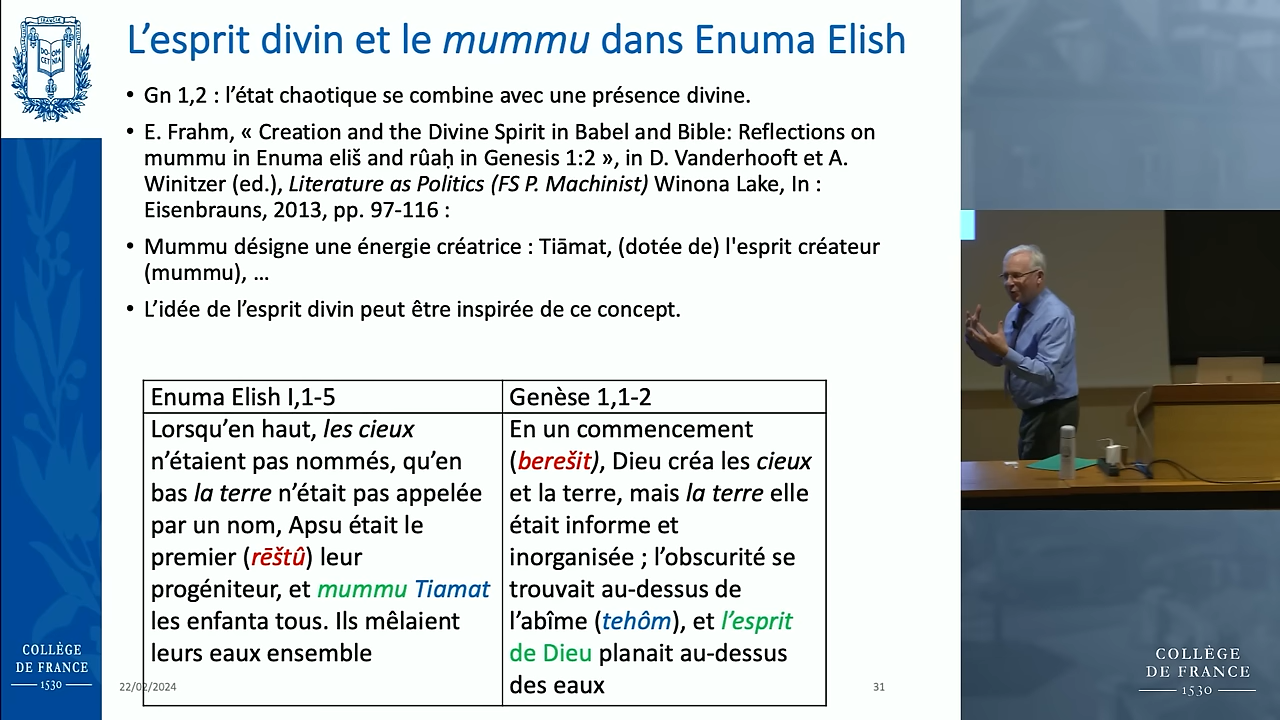 L'esprit divin et le mummu dans Enuma Elish
• Gn 1,2 : l'état chaotique se combine avec une présence divine.
• E. Frahm, « Creation and the Divine Spirit in Babel and Bible: Reflections on
mummu in Enuma eliš and rûaḥ in Genesis 1:2 », in D. Vanderhooft et A.
Winitzer (ed.), Literature as Politics (FS P. Machinist) Winona Lake, In :
Eisenbrauns, 2013, pp. 97-116 :
• Mummu désigne une énergie créatrice : Tiāmat, (dotée de) l'esprit créateur
(mummu), …
• L'idée de l'esprit divin peut être inspirée de ce concept.
Enuma Elish I,1-5
Lorsqu'en haut, les cieux
n'étaient pas nommés, qu'en
bas la terre n'était pas appelée
par un nom, Apsu était le
premier (rēštû) leur
progéniteur, et mummu Tiamat
les enfanta tous. Ils mêlaient
leurs eaux ensemble
Genèse 1,1-2
En un commencement
(berešit), Dieu créa les cieux
et la terre, mais la terre elle
était informe et
inorganisée ; l'obscurité se
trouvait au-dessus de
l'abîme (tehôm), et l'esprit
de Dieu planait au-dessus
des eaux
COLLÈGE
DE FRANCE
1530
22/02/2024
31
COLLÈGE
DE FRANCE
1530